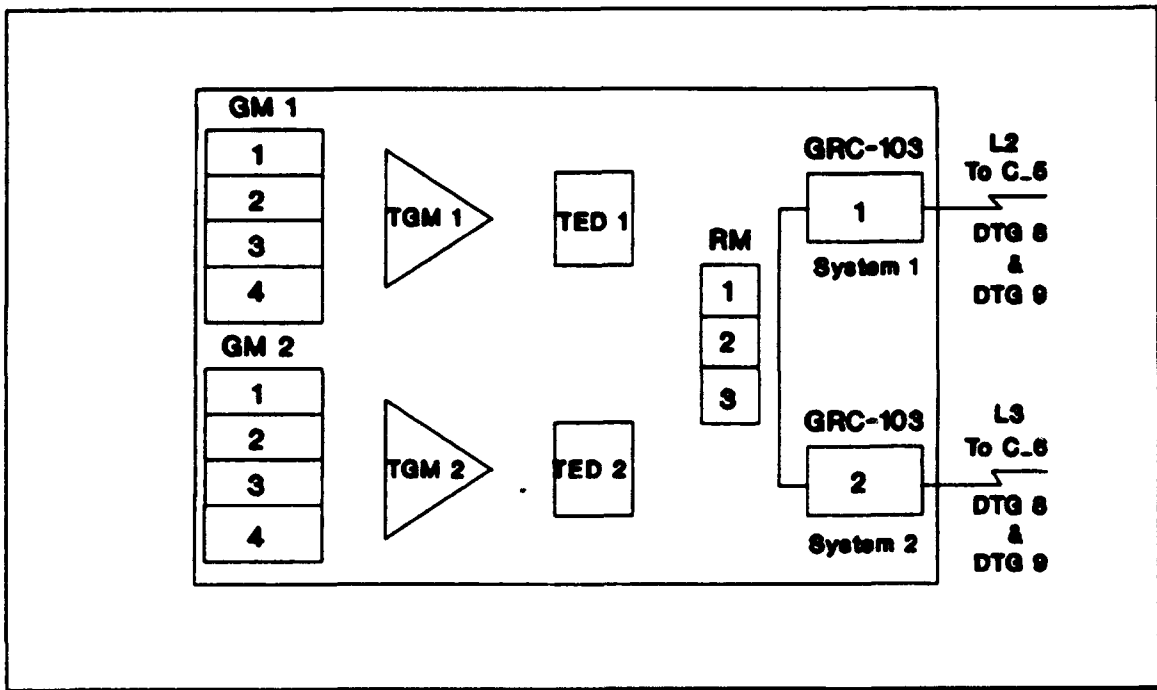 GM 1
1
2
3
4
GM 2
1
2
3
4
TGM 1
TED 1
TGM 2
TED 2
RM
1
2
3
GRC-103
1
System 1
L2
To C_5
DTG 8
&
DTG 9
GRC-103
2
System 2
L3
To C_6
DTG 8
&
DTG 9